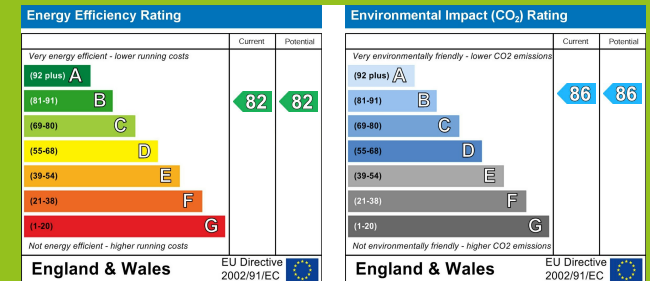 Energy Efficiency Rating
Current Potential
Very energy efficient - lower running costs
(92 plus) A
(81-91) B
(69-80) C
(55-68) D
(39-54) E
(21-38) F
(1-20) G
82 82
Not energy efficient - higher running costs
England & Wales
EU Directive
2002/91/EC
Environmental Impact (CO₂) Rating
Current Potential
Very environmentally friendly - lower CO2 emissions
(92 plus) A
(81-91) B
(69-80) C
(55-68) D
(39-54) E
(21-38) F
(1-20) G
86 86
Not environmentally friendly - higher CO2 emissions
England & Wales
EU Directive
2002/91/EC